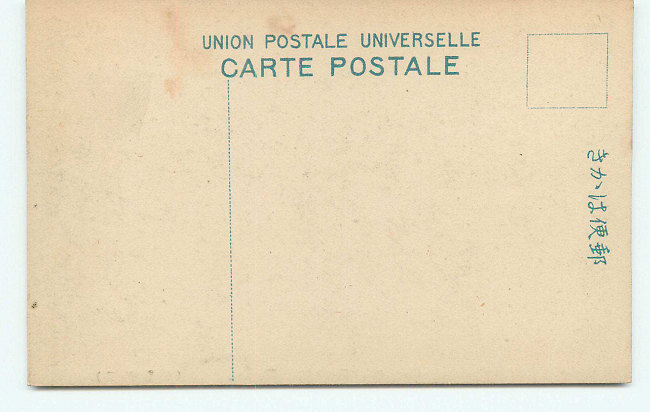 UNION POSTALE UNIVERSELLE
CARTE POSTALE
郵便はかき